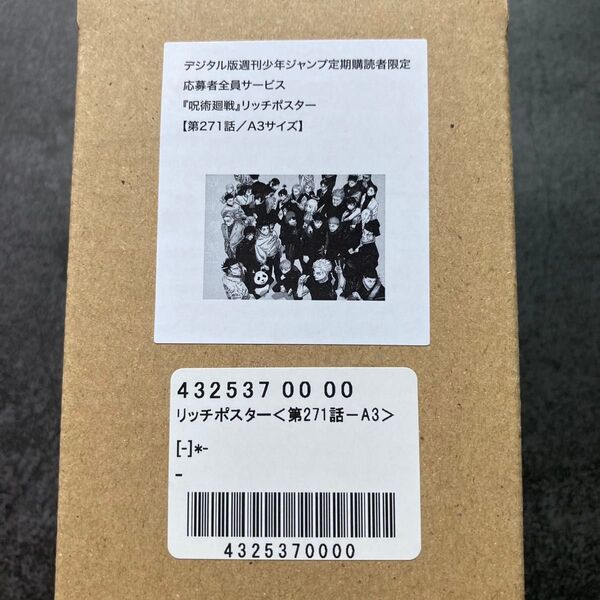 デジタル版週刊少年ジャンプ定期購読者限定
応募者全員サービス
『呪術廻戦』リッチポスター
【第271話／A3サイズ】
432537 00 00
リッチポスター＜第271話－A3＞
[-]*-
-
4325370000